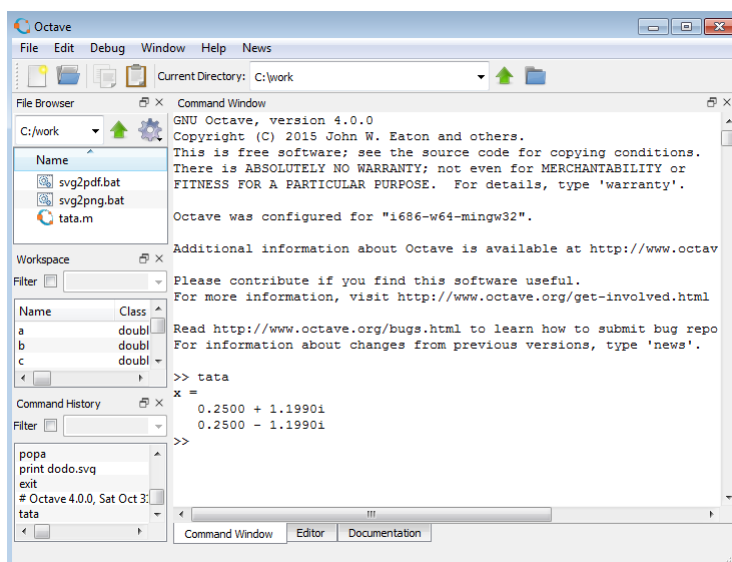 Octave
File Edit Debug Window Help News
Current Directory: C:\work
File Browser
C:/work
Name
svg2pdf.bat
svg2png.bat
tata.m
Workspace
Filter
Name Class
a doubl
b doubl
c doubl
Command History
Filter
popa
print dodo.svg
exit
# Octave 4.0.0, Sat Oct 3
tata
Command Window
GNU Octave, version 4.0.0
Copyright (C) 2015 John W. Eaton and others.
This is free software; see the source code for copying conditions.
There is ABSOLUTELY NO WARRANTY; not even for MERCHANTABILITY or
FITNESS FOR A PARTICULAR PURPOSE.  For details, type 'warranty'.
Octave was configured for "i686-w64-mingw32".
Additional information about Octave is available at http://www.octav
Please contribute if you find this software useful.
For more information, visit http://www.octave.org/get-involved.html
Read http://www.octave.org/bugs.html to learn how to submit bug repo
For information about changes from previous versions, type 'news'.
>> tata
x =
0.2500 + 1.1990i
0.2500 - 1.1990i
>>
Command Window Editor Documentation